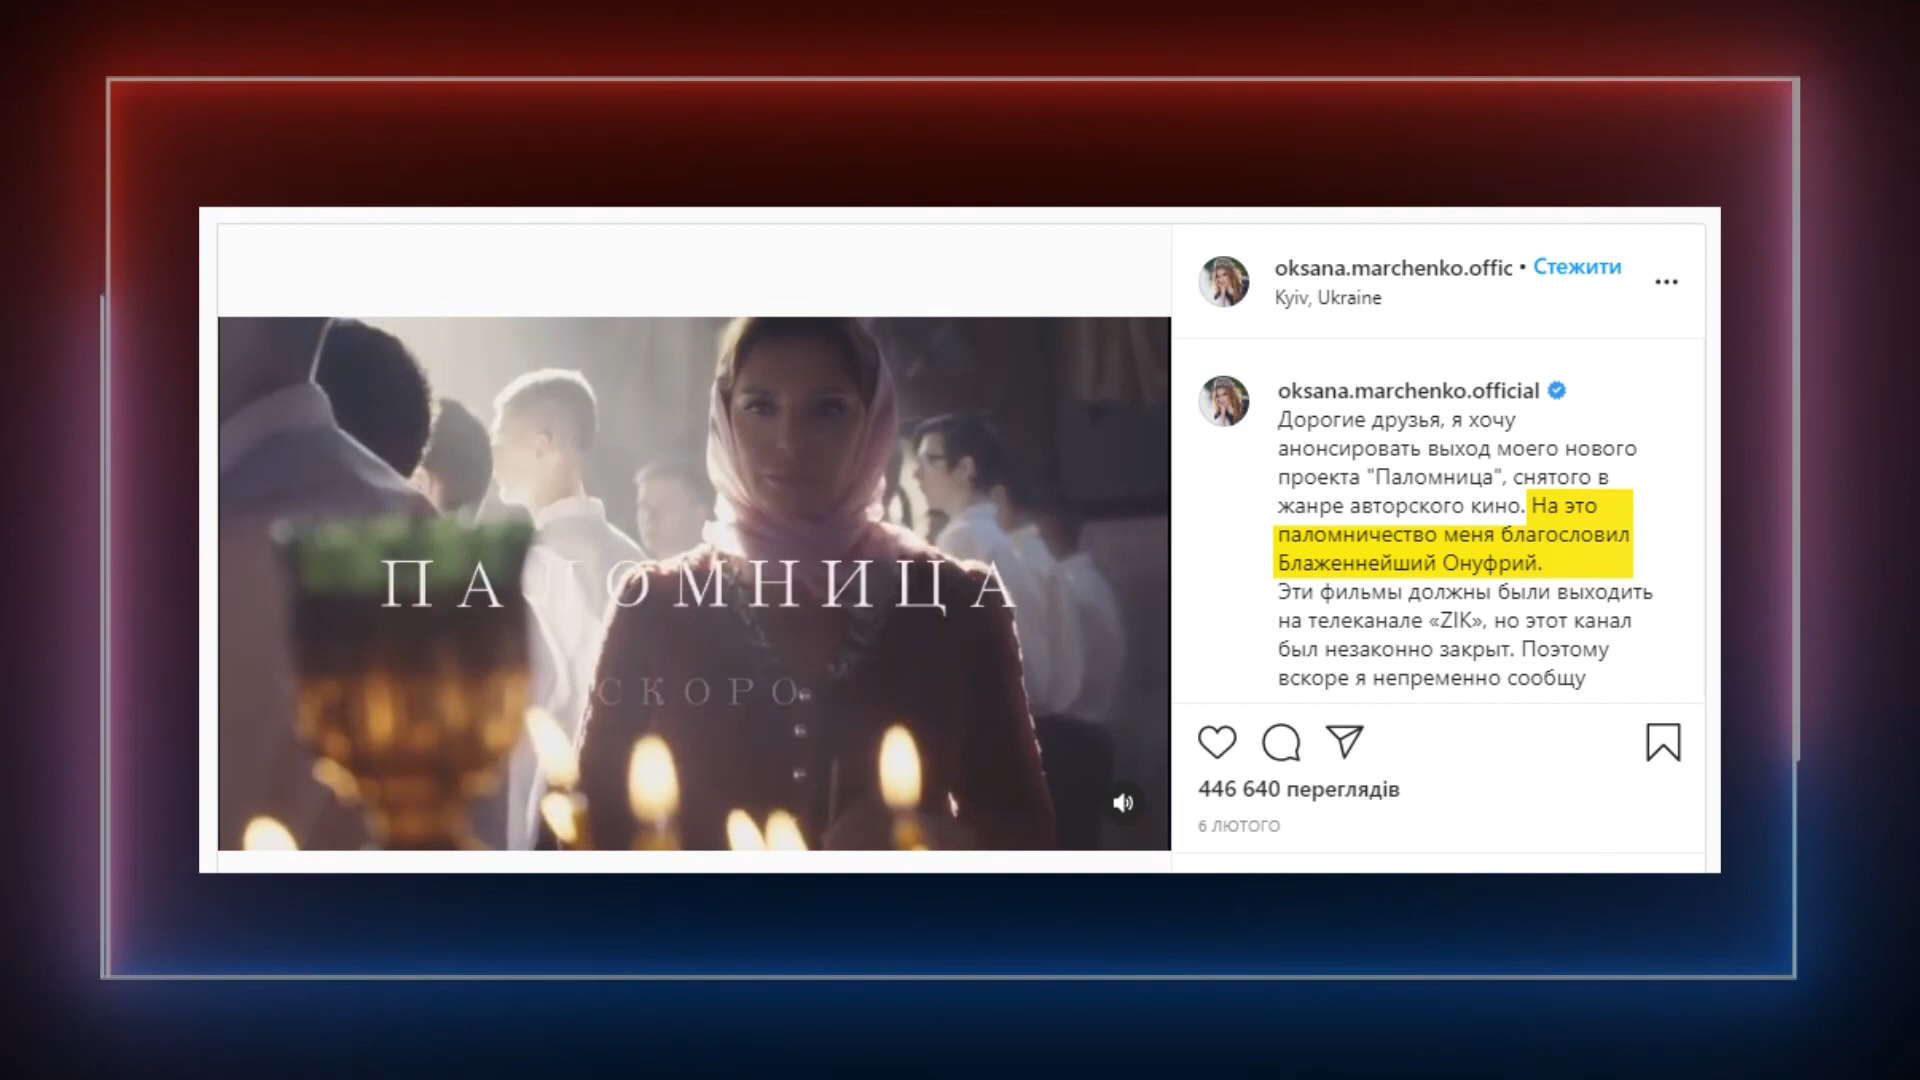 ПАЛОМНИЦА
СКОРО
oksana.marchenko.offic • Стежити
Kyiv, Ukraine
oksana.marchenko.official
Дорогие друзья, я хочу
анонсировать выход моего нового
проекта "Паломница", снятого в
жанре авторского кино. На это
паломничество меня благословил
Блаженнейший Онуфрий.
Эти фильмы должны были выходить
на телеканале «ZIK», но этот канал
был незаконно закрыт. Поэтому
вскоре я непременно сообщу
446 640 переглядів
6 ЛЮТОГО